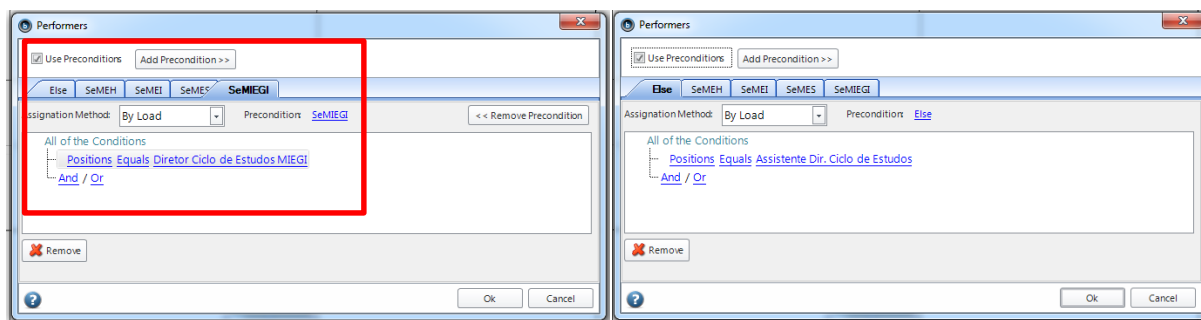 Performers
Use Preconditions Add Precondition >>
Else SeMEH SeMEI SeMES SeMIEGI
Assignation Method: By Load Precondition: SeMIEGI << Remove Precondition
All of the Conditions
Positions Equals Diretor Ciclo de Estudos MIEGI
And / Or
Remove
Ok Cancel
Performers
Use Preconditions Add Precondition >>
Else SeMEH SeMEI SeMES SeMIEGI
Assignation Method: By Load Precondition: Else
All of the Conditions
Positions Equals Assistente Dir. Ciclo de Estudos
And / Or
Remove
Ok Cancel